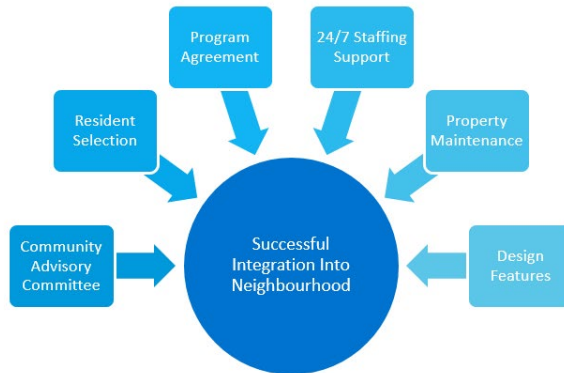 Program
Agreement
24/7 Staffing
Support
Resident
Selection
Property
Maintenance
Community
Advisory
Committee
Successful
Integration Into
Neighbourhood
Design
Features